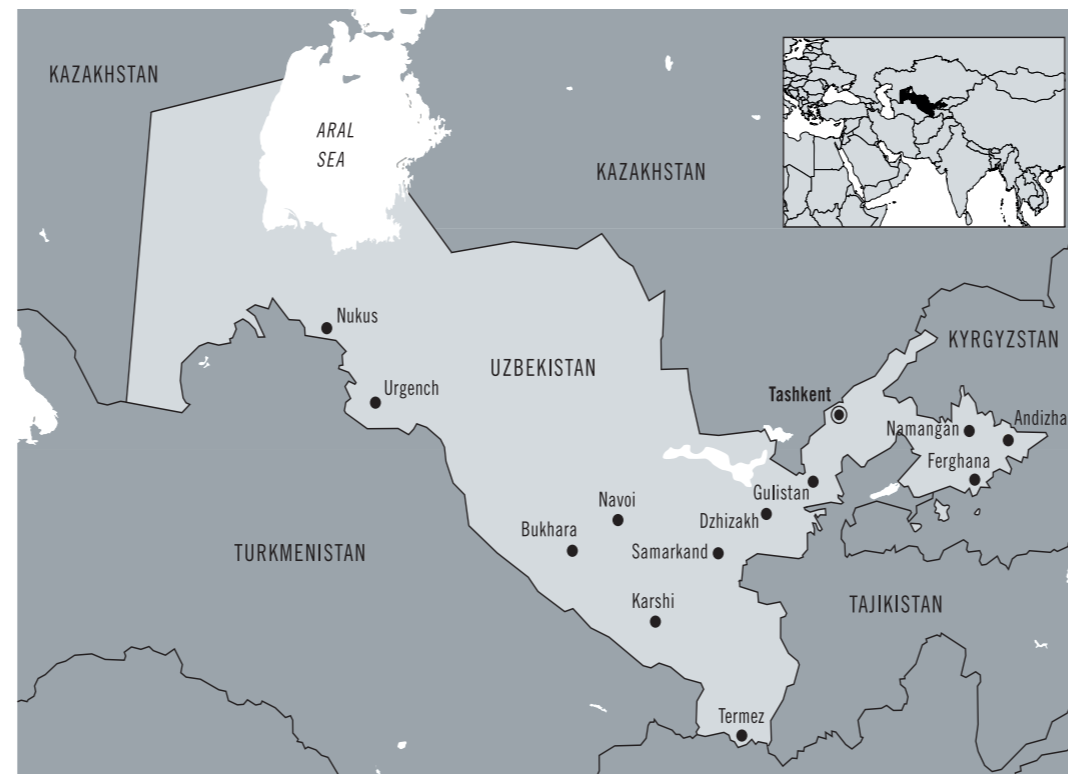 KAZAKHSTAN
ARAL
SEA
KAZAKHSTAN
KYRGYZSTAN
Nukus
UZBEKISTAN
Urgench
Tashkent
Namangan
Andizha
Ferghana
Gulistan
Navoi
Dzhizakh
Bukhara
Samarkand
TURKMENISTAN
Karshi
TAJIKISTAN
Termez